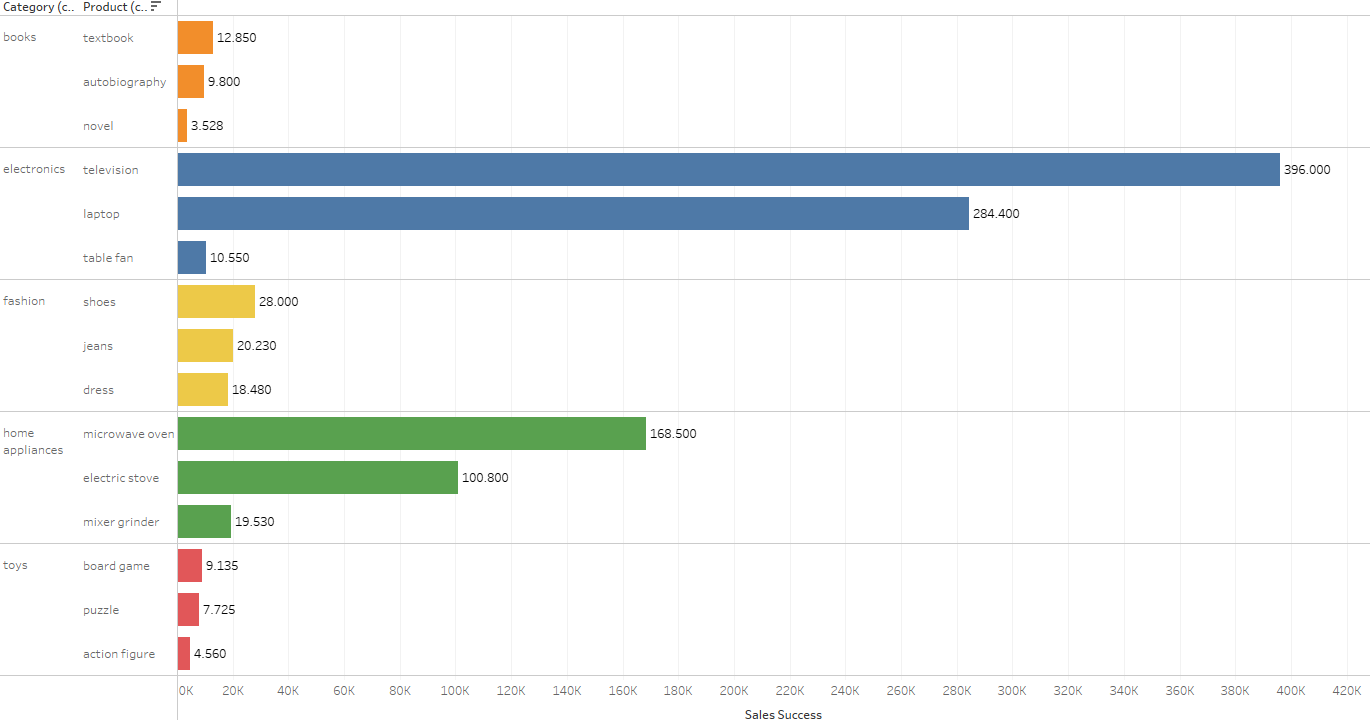 Category (c.. Product (c..
books textbook 12.850
autobiography 9.800
novel 3.528
electronics television 396.000
laptop 284.400
table fan 10.550
fashion shoes 28.000
jeans 20.230
dress 18.480
home appliances microwave oven 168.500
electric stove 100.800
mixer grinder 19.530
toys board game 9.135
puzzle 7.725
action figure 4.560
0K 20K 40K 60K 80K 100K 120K 140K 160K 180K 200K 220K 240K 260K 280K 300K 320K 340K 360K 380K 400K 420K
Sales Success